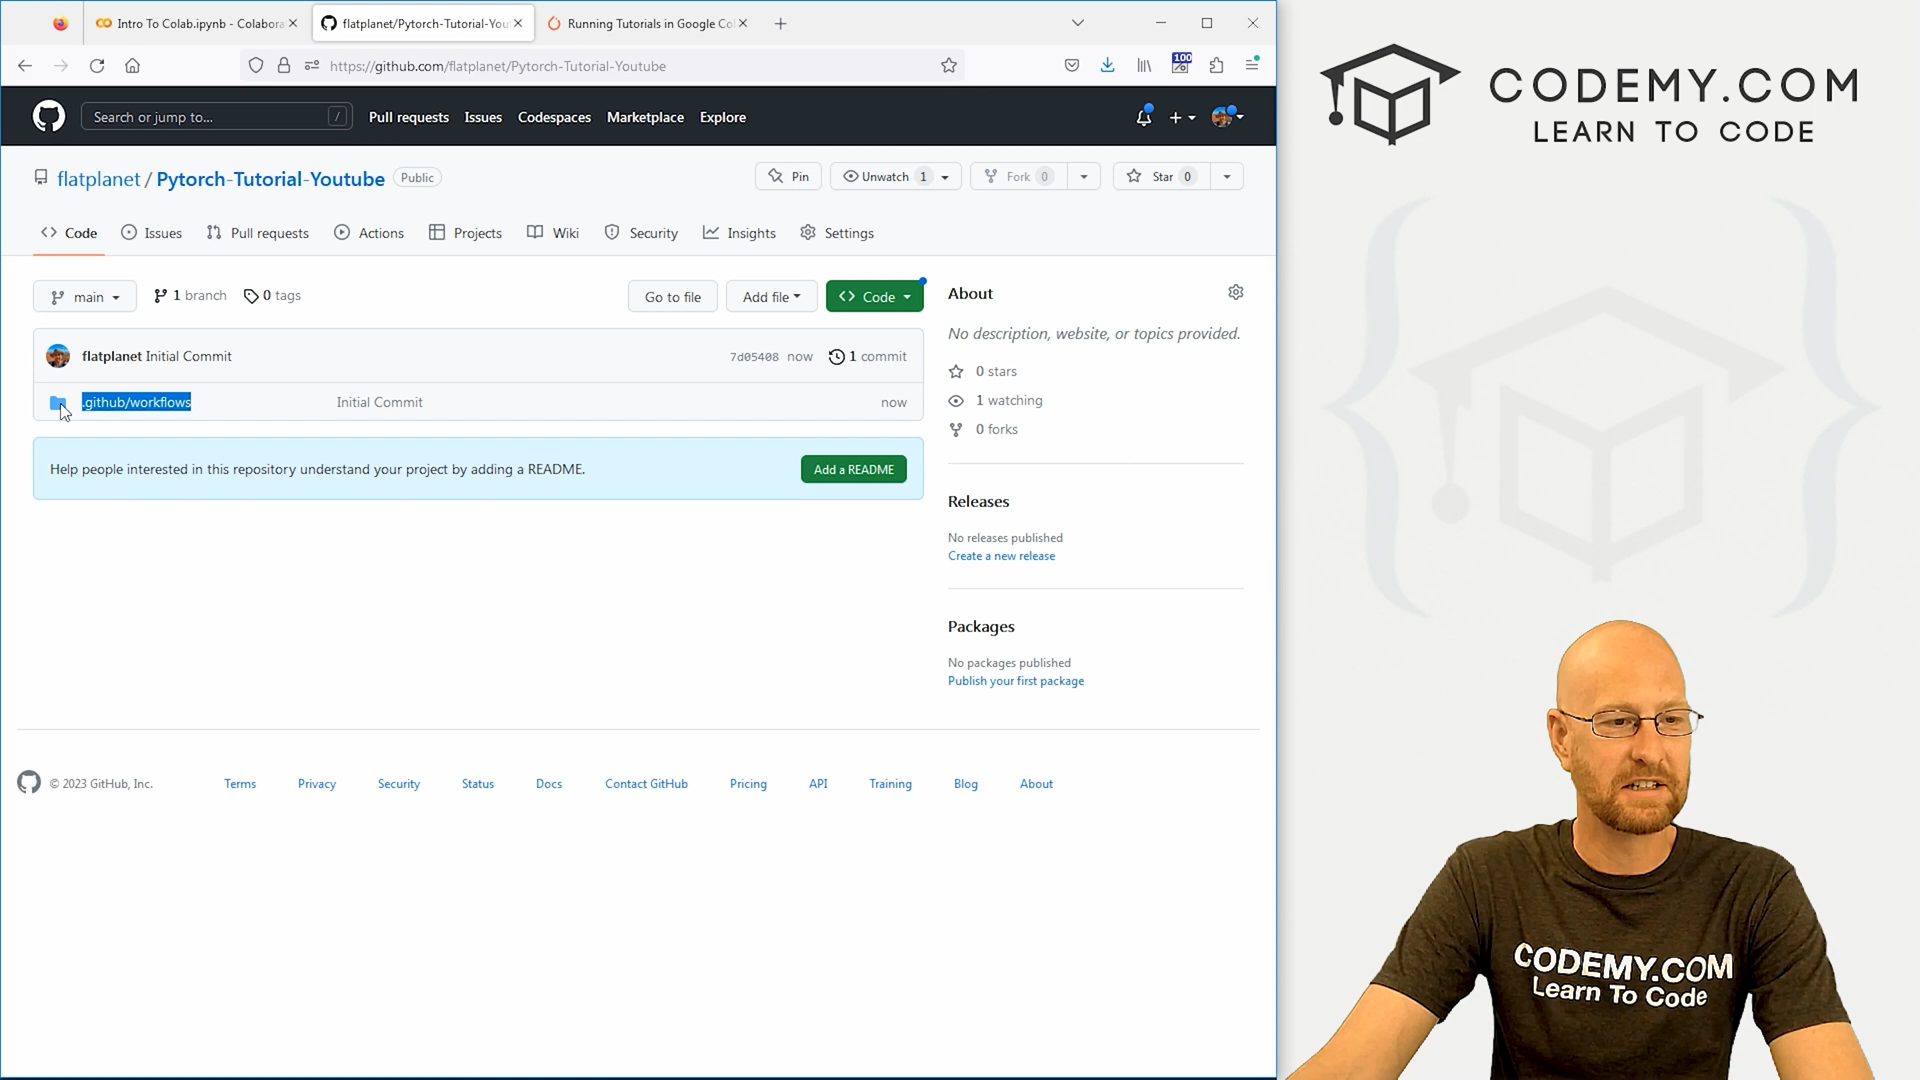 Intro To Colab.ipynb - Colabora
flatplanet/Pytorch-Tutorial-You
Running Tutorials in Google Co
https://github.com/flatplanet/Pytorch-Tutorial-Youtube
100
Search or jump to... /
Pull requests Issues Codespaces Marketplace Explore
flatplanet / Pytorch-Tutorial-Youtube Public
Pin
Unwatch 1
Fork 0
Star 0
Code Issues Pull requests Actions Projects Wiki Security Insights Settings
main 1 branch 0 tags
Go to file Add file Code
flatplanet Initial Commit 7d05408 now 1 commit
.github/workflows Initial Commit now
Help people interested in this repository understand your project by adding a README. Add a README
About
No description, website, or topics provided.
0 stars
1 watching
0 forks
Releases
No releases published
Create a new release
Packages
No packages published
Publish your first package
© 2023 GitHub, Inc. Terms Privacy Security Status Docs Contact GitHub Pricing API Training Blog About
CODEMY.COM
LEARN TO CODE
CODEMY.COM
Learn To Code